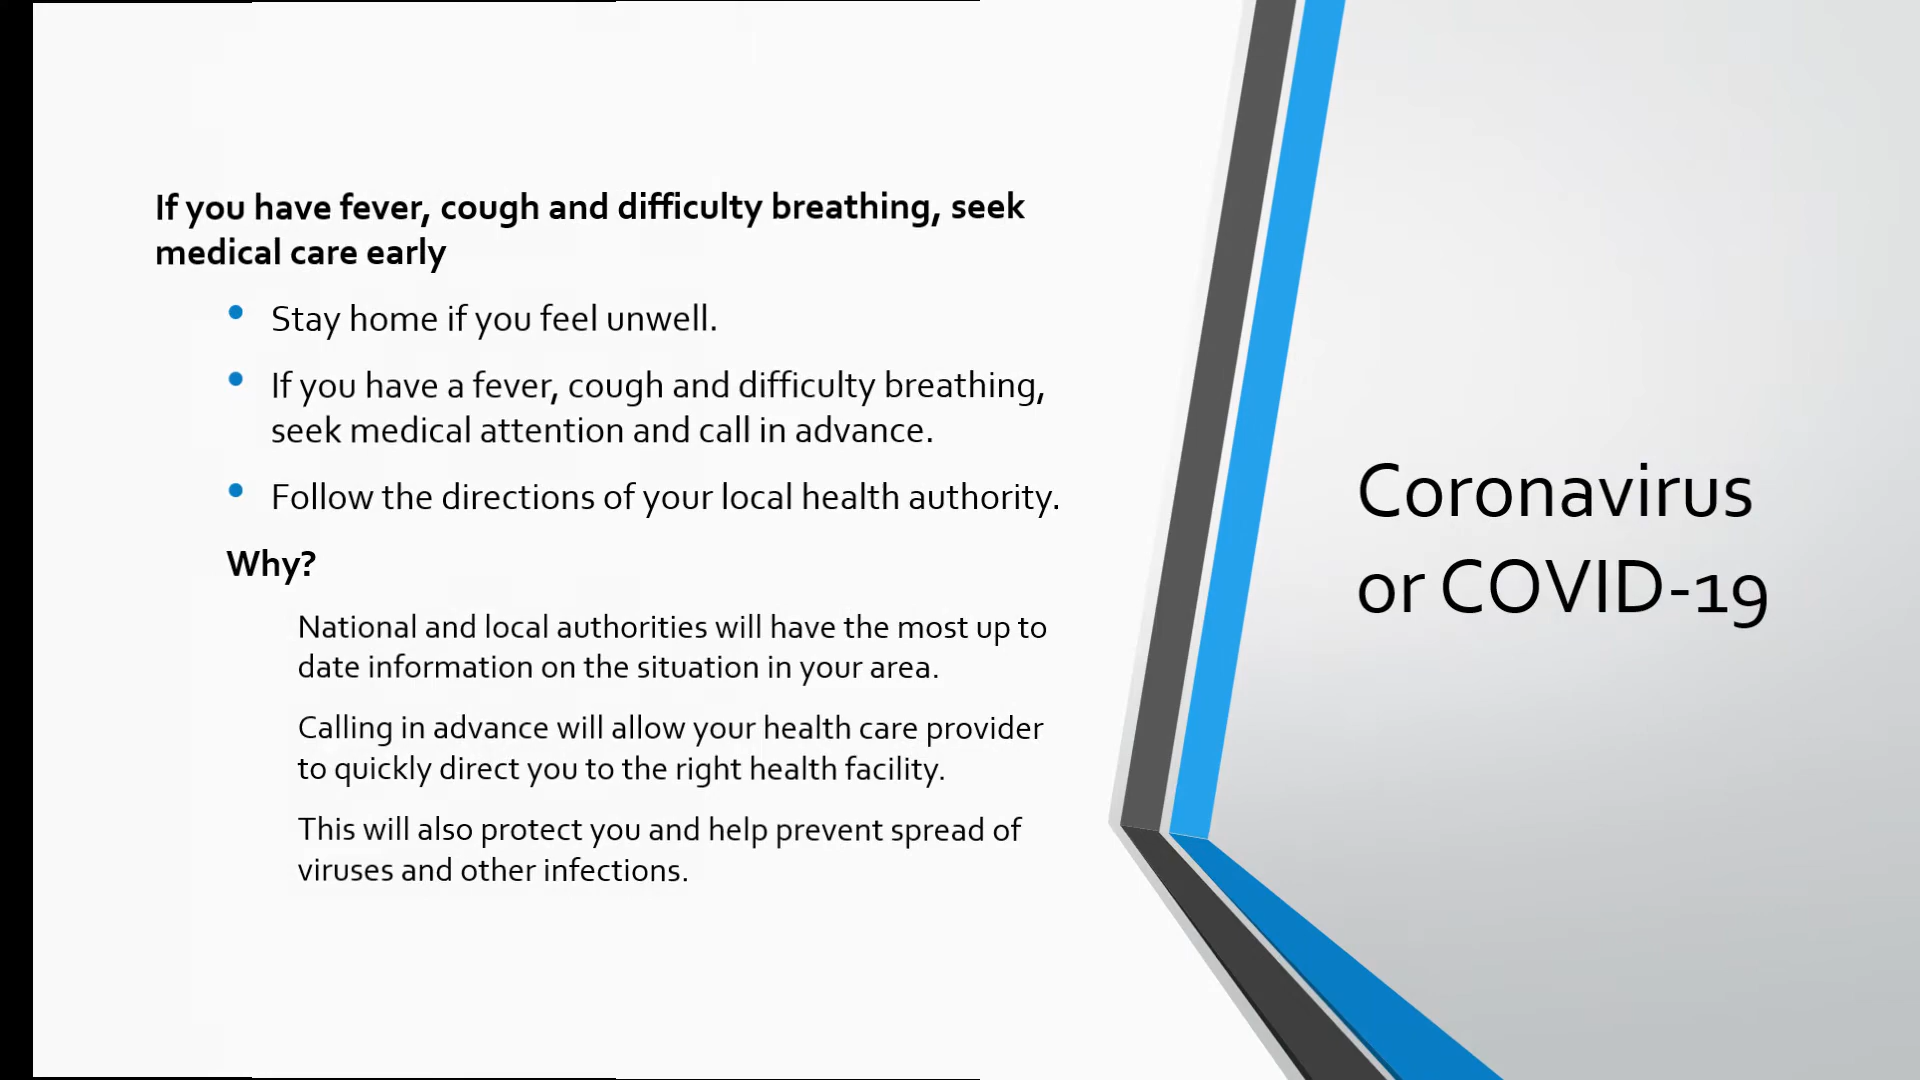 If you have fever, cough and difficulty breathing, seek
medical care early
• Stay home if you feel unwell.
• If you have a fever, cough and difficulty breathing,
seek medical attention and call in advance.
• Follow the directions of your local health authority.
Why?
National and local authorities will have the most up to
date information on the situation in your area.
Calling in advance will allow your health care provider
to quickly direct you to the right health facility.
This will also protect you and help prevent spread of
viruses and other infections.
Coronavirus
or COVID-19